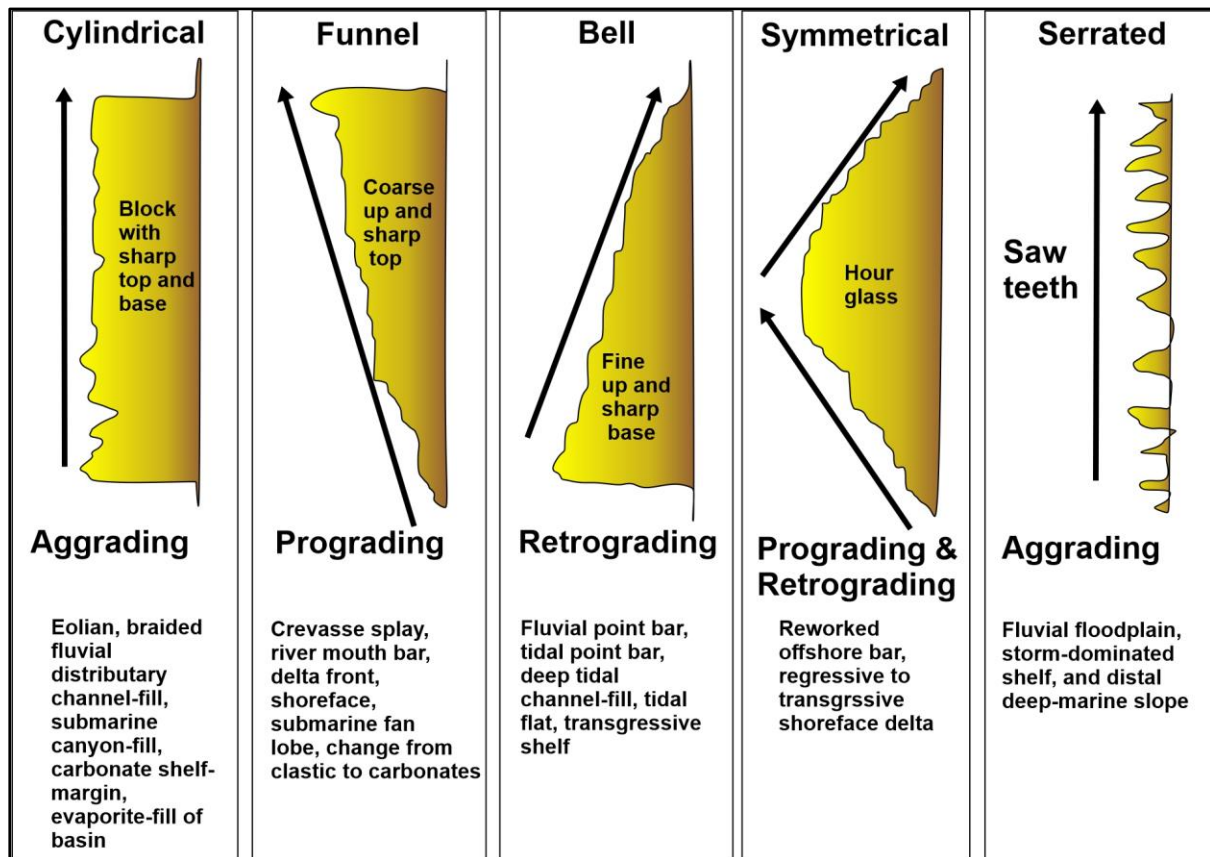 Cylindrical
Block
with
sharp
top and
base
Aggrading
Eolian, braided
fluvial
distributary
channel-fill,
submarine
canyon-fill,
carbonate shelf-
margin,
evaporite-fill of
basin
Funnel
Coarse
up and
sharp
top
Prograding
Crevasse splay,
river mouth bar,
delta front,
shoreface,
submarine fan
lobe, change from
clastic to carbonates
Bell
Fine
up and
sharp
base
Retrograding
Fluvial point bar,
tidal point bar,
deep tidal
channel-fill, tidal
flat, transgressive
shelf
Symmetrical
Hour
glass
Prograding &
Retrograding
Reworked
offshore bar,
regressive to
transgrssive
shoreface delta
Serrated
Saw
teeth
Aggrading
Fluvial floodplain,
storm-dominated
shelf, and distal
deep-marine slope